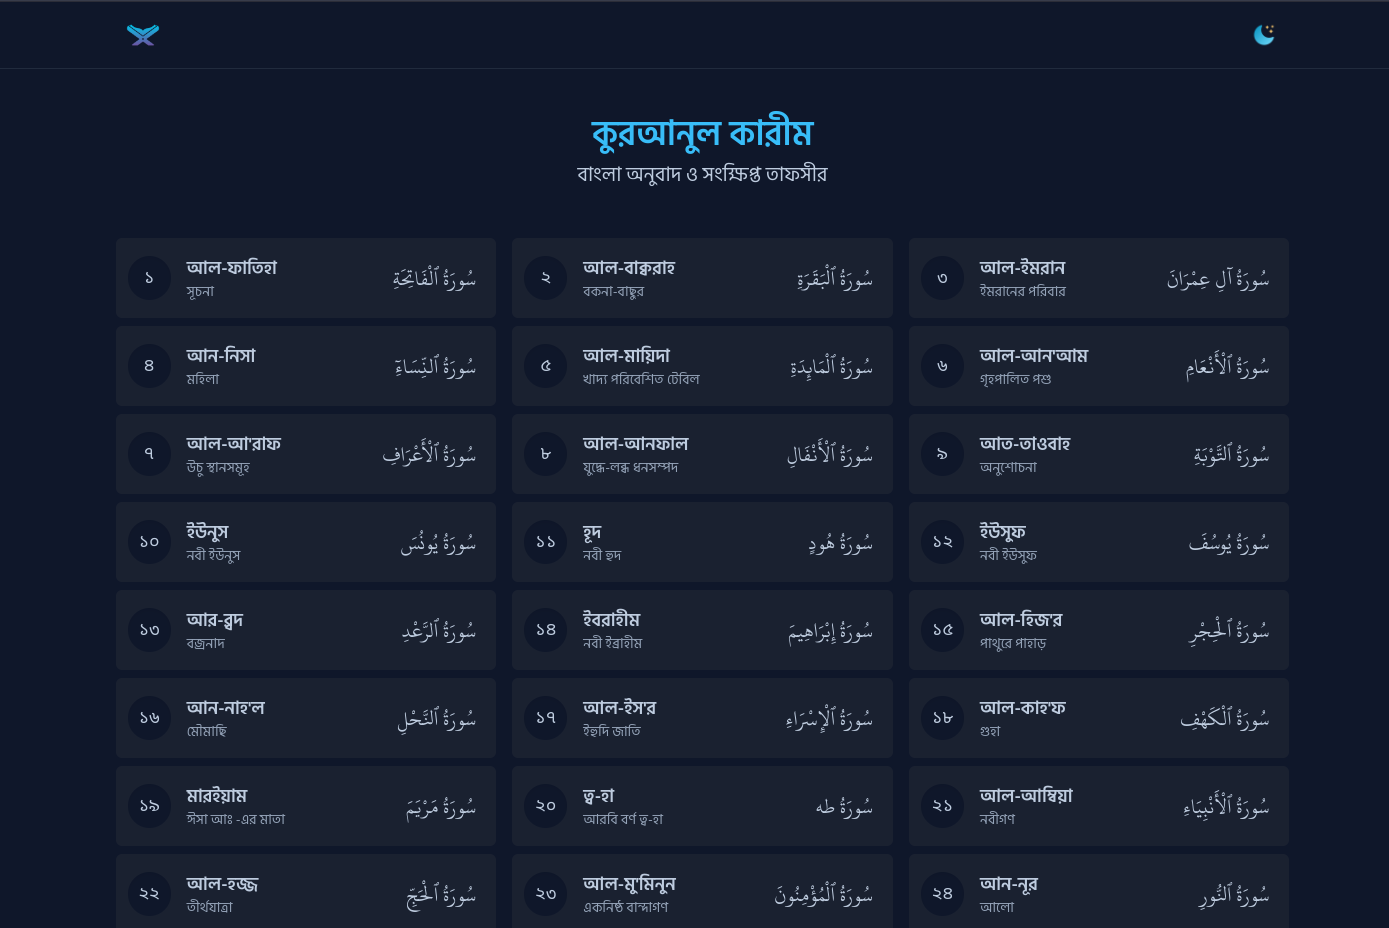 কুরআনুল কারীম
বাংলা অনুবাদ ও সংক্ষিপ্ত তাফসীর
১
আল-ফাতিহা
সূচনা
سُورَةُ ٱلْفَاتِحَةِ
২
আল-বাক্বরাহ
বকনা-বাছুর
سُورَةُ ٱلْبَقَرَةِ
৩
আল-ইমরান
ইমরানের পরিবার
سُورَةُ آلِ عِمْرَانَ
৪
আন-নিসা
মহিলা
سُورَةُ ٱلنِّسَاءَِ
৫
আল-মায়িদা
খাদ্য পরিবেশিত টেবিল
سُورَةُ ٱلْمَائِدَةِ
৬
আল-আন'আম
গৃহপালিত পশু
سُورَةُ ٱلْأَنْعَامِ
৭
আল-আ'রাফ
উচু স্থানসমূহ
سُورَةُ ٱلْأَعْرَافِ
৮
আল-আনফাল
যুদ্ধে-লব্ধ ধনসম্পদ
سُورَةُ ٱلْأَنْفَالِ
৯
আত-তাওবাহ
অনুশোচনা
سُورَةُ ٱلتَّوْبَةِ
১০
ইউনুস
নবী ইউনুস
سُورَةُ يُونُسَ
১১
হূদ
নবী হুদ
سُورَةُ هُودٍ
১২
ইউসুফ
নবী ইউসুফ
سُورَةُ يُوسُفَ
১৩
আর-র্‌দ
বজ্রনাদ
سُورَةُ ٱلرَّعْدِ
১৪
ইবরাহীম
নবী ইব্রাহীম
سُورَةُ إِبْرَاهِيمَ
১৫
আল-হিজ'র
পাথুরে পাহাড়
سُورَةُ ٱلْحِجْرِ
১৬
আন-নাহ'ল
মৌমাছি
سُورَةُ ٱلنَّحْلِ
১৭
আল-ইস'র
ইহুদি জাতি
سُورَةُ ٱلْإِسْرَاءِ
১৮
আল-কাহ'ফ
গুহা
سُورَةُ ٱلْكَهْفِ
১৯
মারইয়াম
ঈসা আঃ -এর মাতা
سُورَةُ مَرْيَمَ
২০
ত্ব-হা
আরবি বর্ণ ত্ব-হা
سُورَةُ طه
২১
আল-আম্বিয়া
নবীগণ
سُورَةُ ٱلْأَنْبِيَاءِ
২২
আল-হজ্জ
তীর্থযাত্রা
سُورَةُ ٱلْحَجِّ
২৩
আল-মু'মিনুন
একনিষ্ঠ বান্দাগণ
سُورَةُ ٱلْمُؤْمِنُونَ
২৪
আন-নূর
আলো
سُورَةُ ٱلنُّورِ